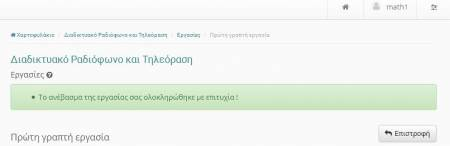 math1
Χαρτοφυλάκιο / Διαδικτυακό Ραδιόφωνο και Τηλεόραση / Εργασίες / Πρώτη γραπτή εργασία
Διαδικτυακό Ραδιόφωνο και Τηλεόραση
Εργασίες
Το ανέβασμα της εργασίας σας ολοκληρώθηκε με επιτυχία !
Πρώτη γραπτή εργασία
Επιστροφή